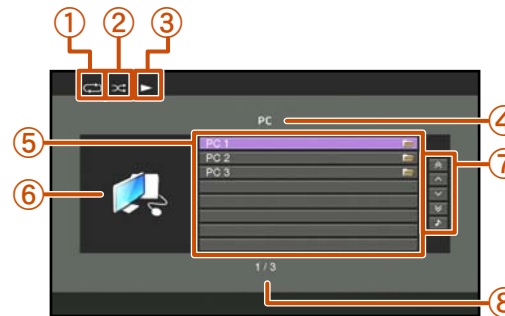 ① ② ③
PC ④
⑤ PC 1
PC 2
PC 3
⑥ ⑦
1 / 3
⑧